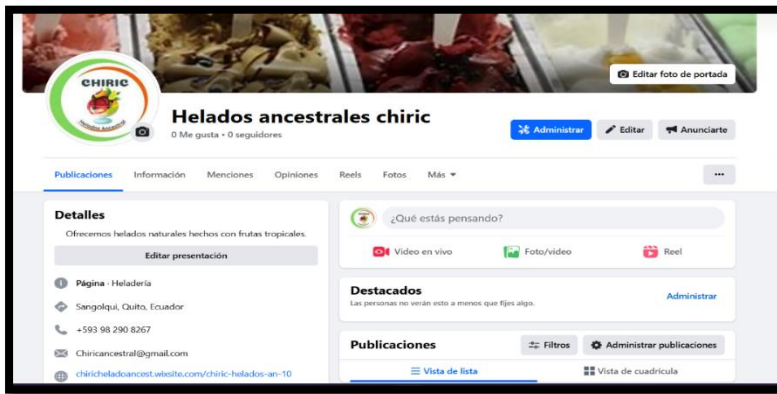 Editar foto de portada
CHIRIC
Helados Ancestral
Helados ancestrales chiric
0 Me gusta • 0 seguidores
Administrar
Editar
Anunciarte
Publicaciones
Información
Menciones
Opiniones
Reels
Fotos
Más
Detalles
Ofrecemos helados naturales hechos con frutas tropicales.
Editar presentación
Página · Heladería
Sangolqui, Quito, Ecuador
+593 98 290 8267
Chiricancestral@gmail.com
chiricheladoancest.wixsite.com/chiric-helados-an-10
¿Qué estás pensando?
Video en vivo
Foto/video
Reel
Destacados
Las personas no verán esto a menos que fijes algo.
Administrar
Publicaciones
Filtros
Administrar publicaciones
Vista de lista
Vista de cuadrícula